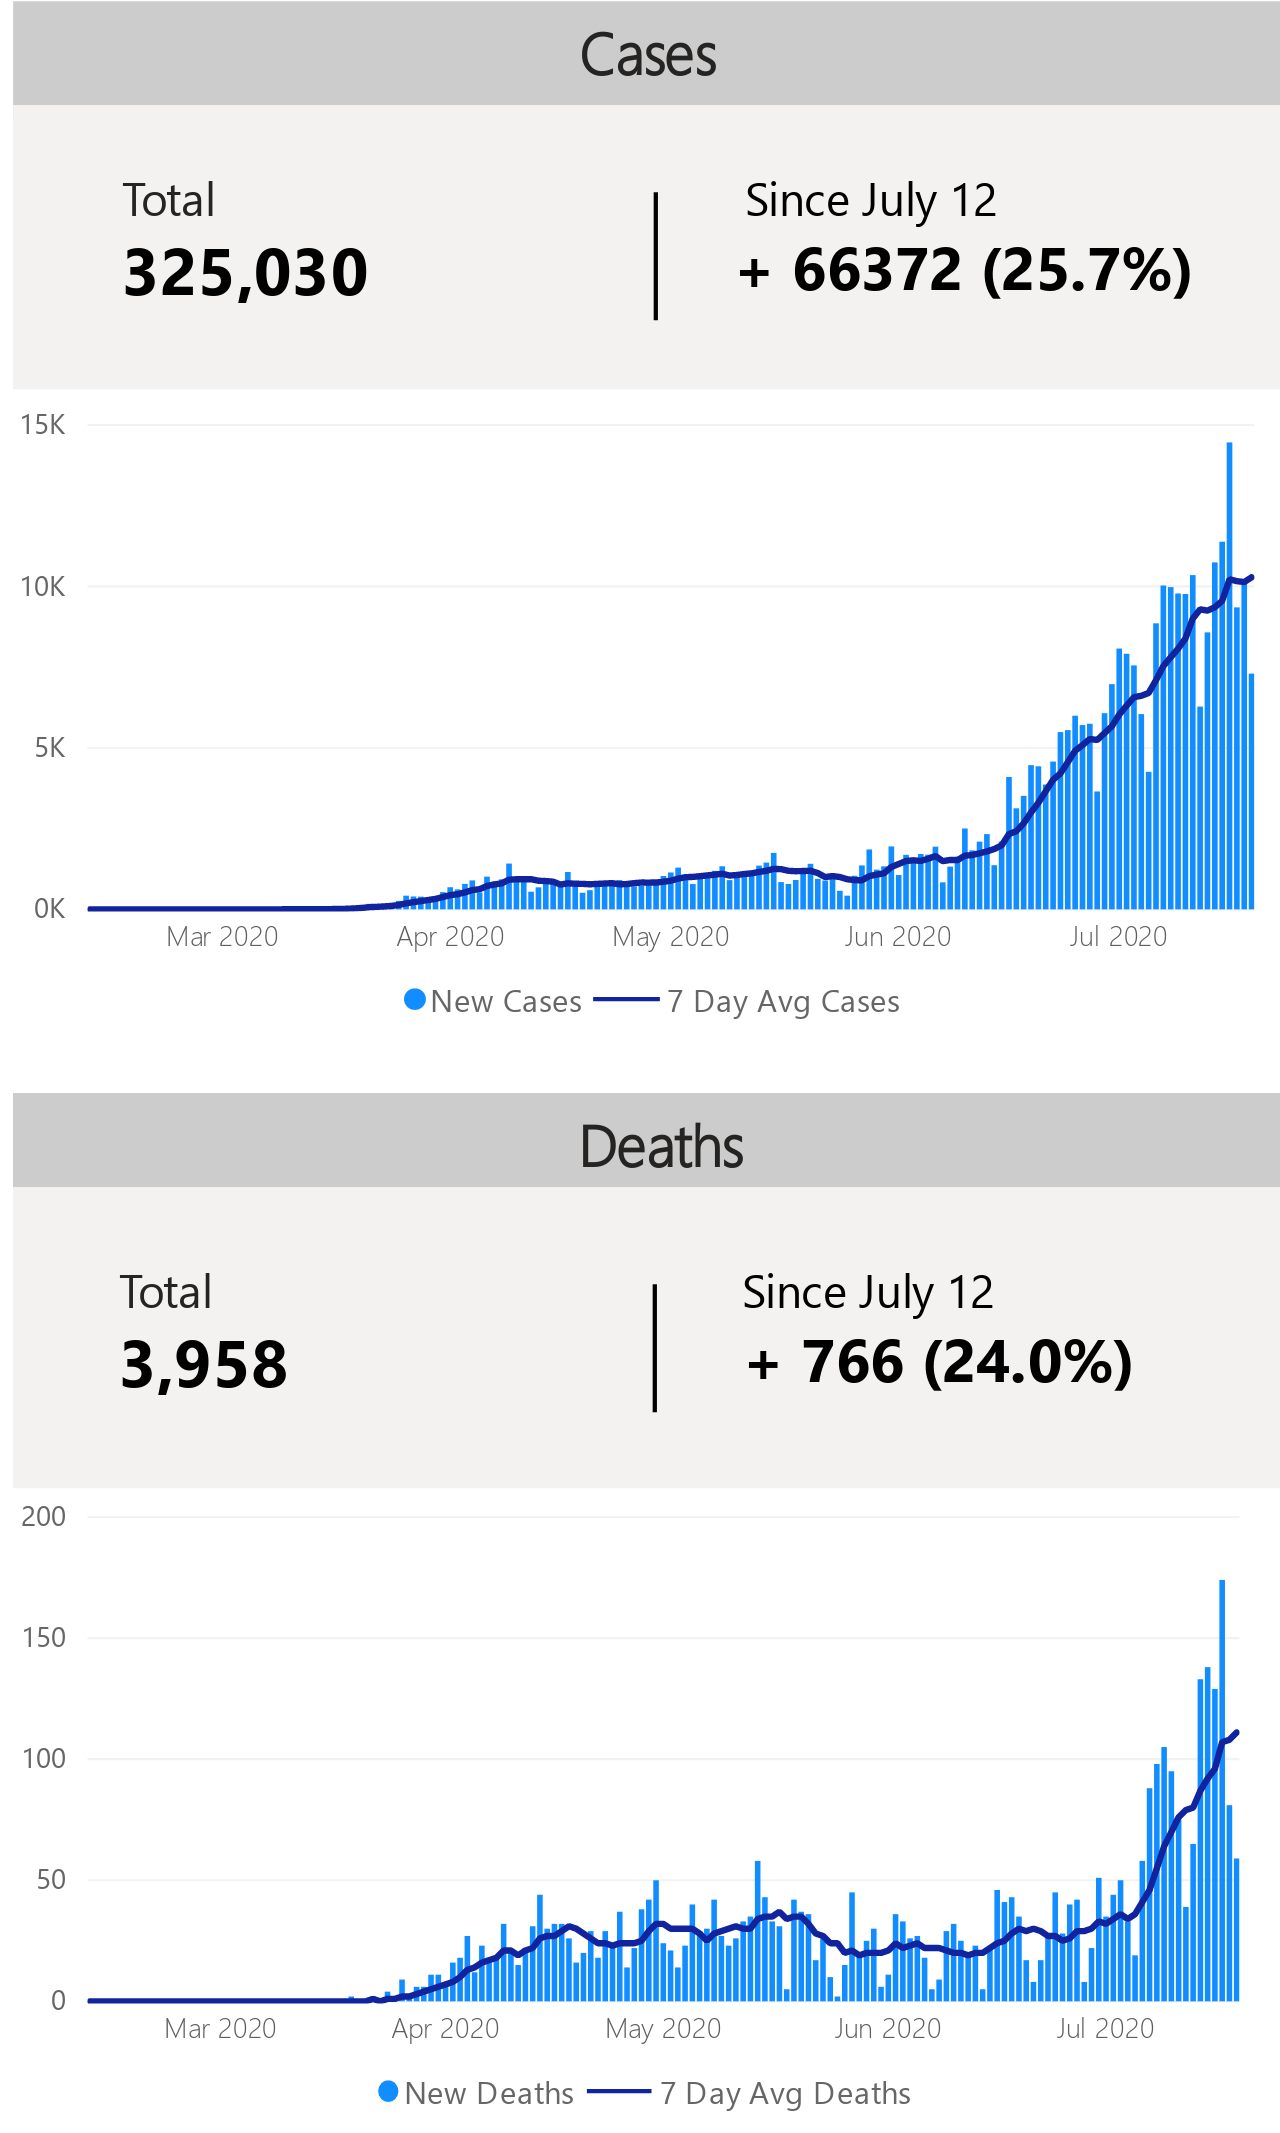 Cases
Total
Since July 12
325,030
+ 66372 (25.7%)
15K
10K
5K
0K
Mar 2020
Apr 2020
May 2020
Jun 2020
Jul 2020
New Cases
7 Day Avg Cases
Deaths
Total
Since July 12
3,958
+ 766 (24.0%)
200
150
100
50
0
Mar 2020
Apr 2020
May 2020
Jun 2020
Jul 2020
New Deaths
7 Day Avg Deaths